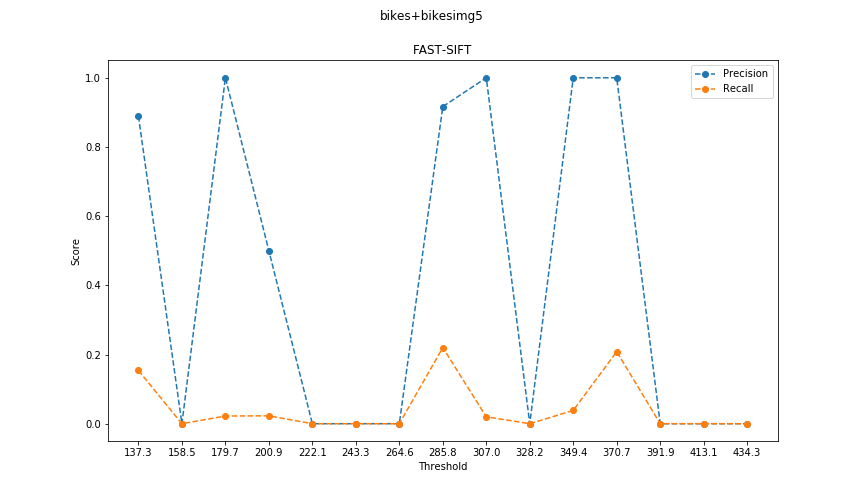 bikes+bikesimg5
FAST-SIFT
Precision
Recall
1.0
0.8
0.6
0.4
0.2
0.0
Score
137.3 158.5 179.7 200.9 222.1 243.3 264.6 285.8 307.0 328.2 349.4 370.7 391.9 413.1 434.3
Threshold